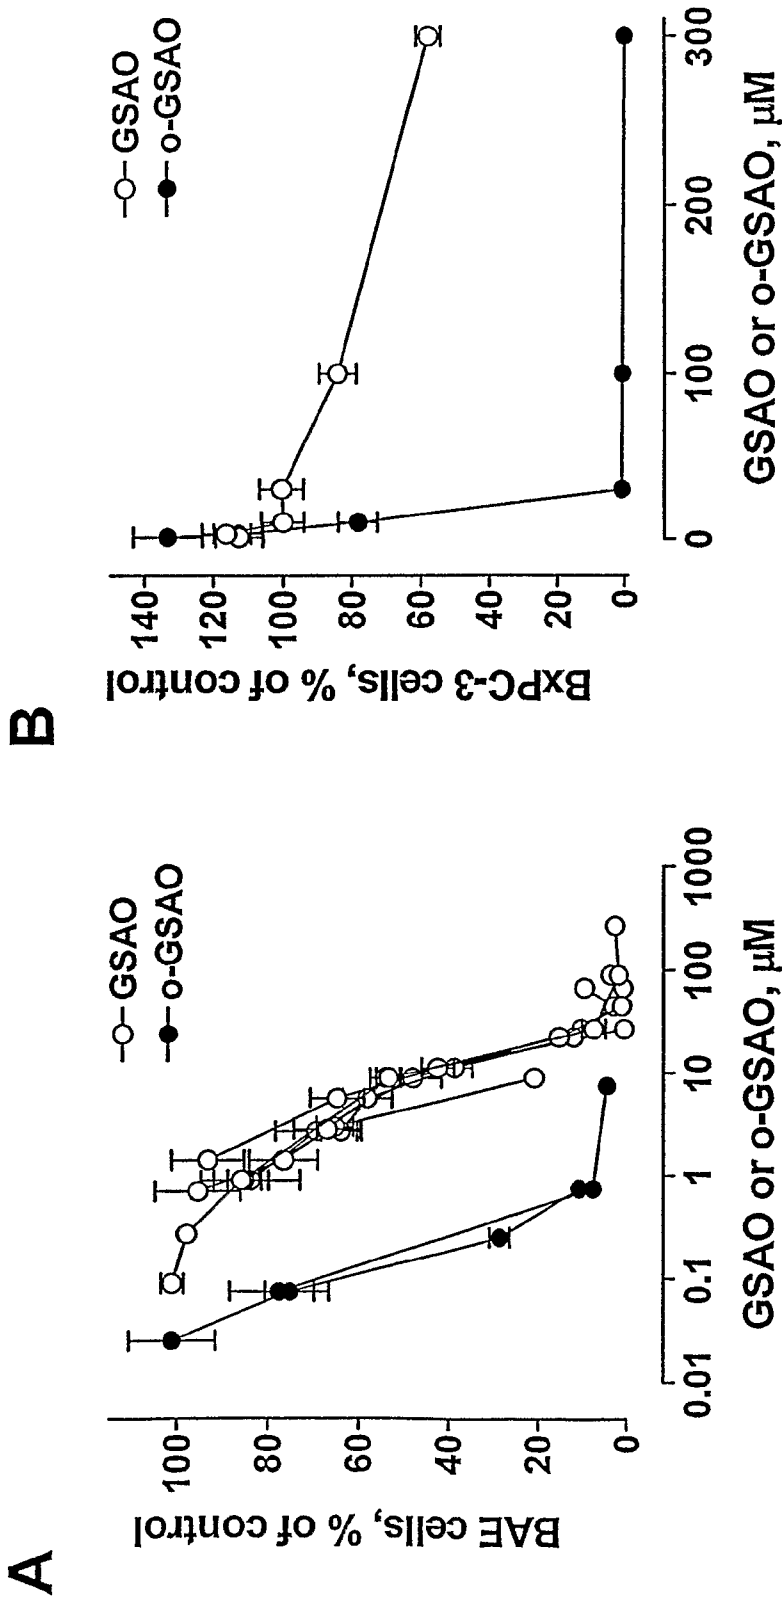 A
GSAO
o-GSAO
BAE cells, % of control
100
80
60
40
20
0
0.01
0.1
1
10
100
1000
GSAO or o-GSAO, μM
B
GSAO
o-GSAO
BxPC-3 cells, % of control
140
120
100
80
60
40
20
0
0
100
200
300
GSAO or o-GSAO, μM